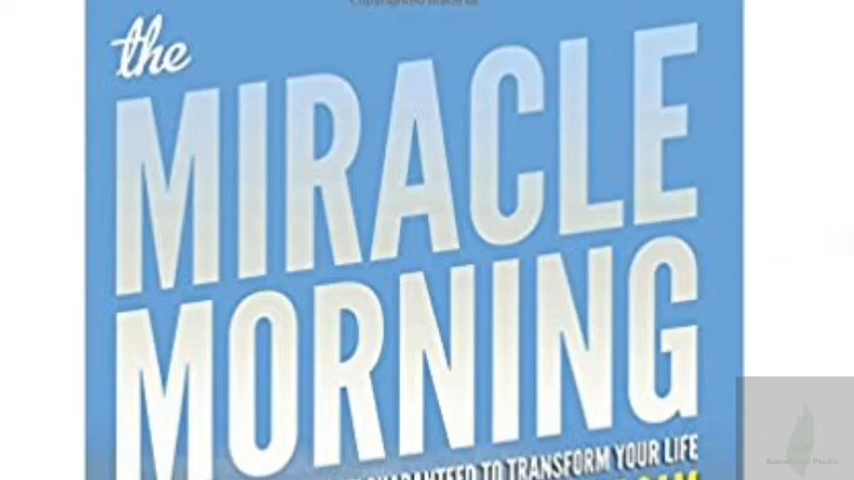 the
MIRACLE
MORNING
GUARANTEED TO TRANSFORM YOUR LIFE